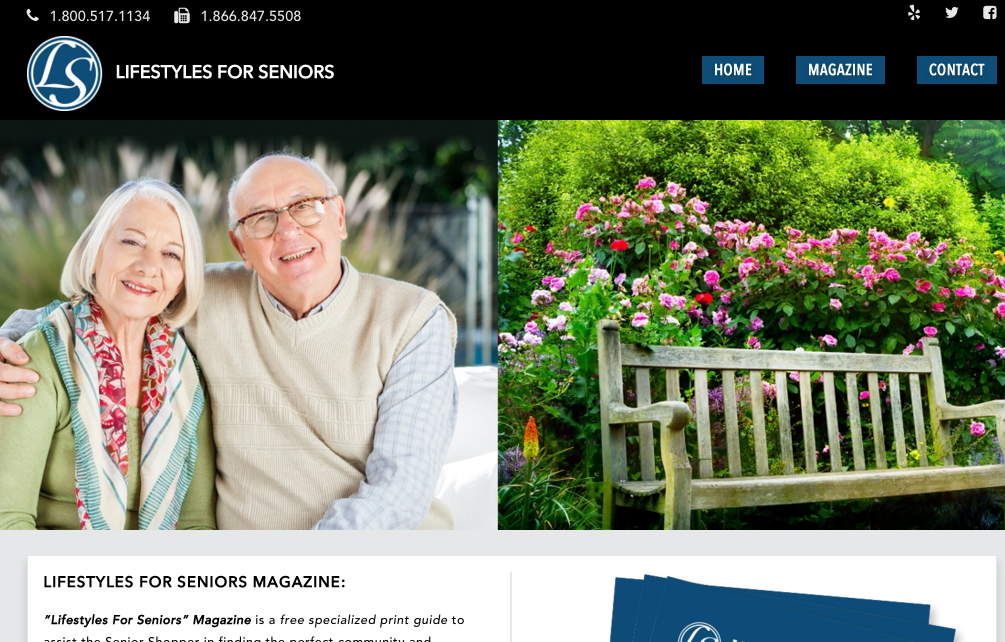 1.800.517.1134 1.866.847.5508
LS LIFESTYLES FOR SENIORS
HOME MAGAZINE CONTACT
LIFESTYLES FOR SENIORS MAGAZINE:
"Lifestyles For Seniors" Magazine is a free specialized print guide to
assist the Senior Shopper in finding the perfect community and
LS